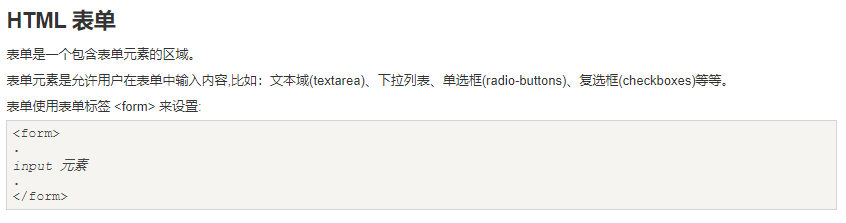 HTML 表单
表单是一个包含表单元素的区域。
表单元素是允许用户在表单中输入内容,比如：文本域(textarea)、下拉列表、单选框(radio-buttons)、复选框(checkboxes)等等。
表单使用表单标签 <form> 来设置:
<form>
.
input 元素
.
</form>